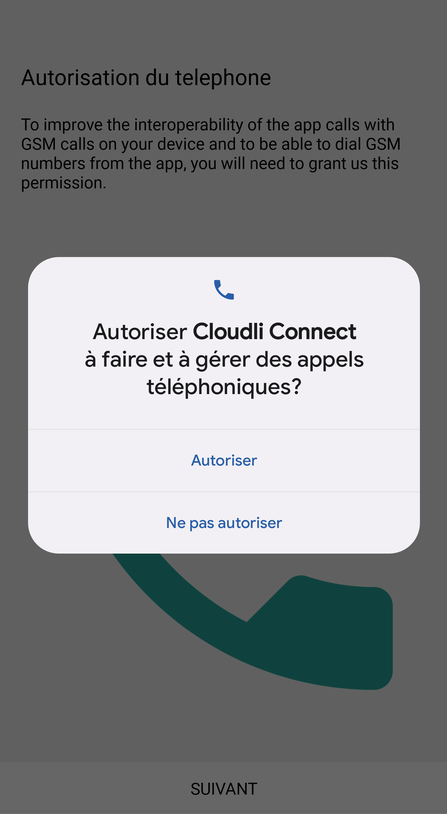 Autorisation du telephone
To improve the interoperability of the app calls with
GSM calls on your device and to be able to dial GSM
numbers from the app, you will need to grant us this
permission.
Autoriser Cloudli Connect
à faire et à gérer des appels
téléphoniques?
Autoriser
Ne pas autoriser
SUIVANT